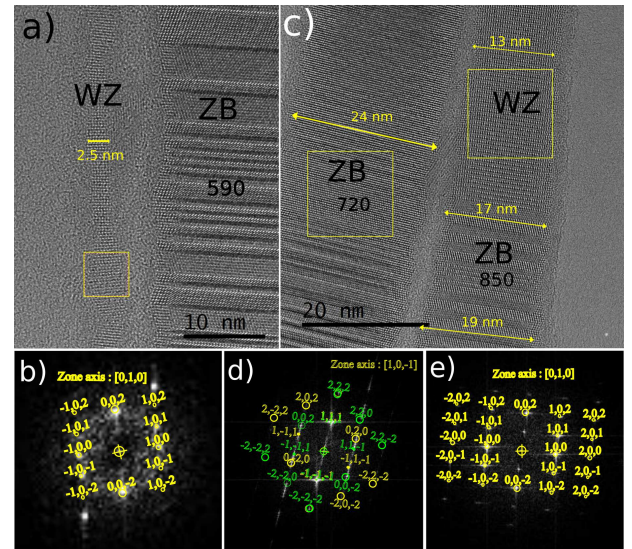 a)
WZ
ZB
2.5 nm
590
10 nm
c)
13 nm
WZ
24 nm
ZB
720
17 nm
ZB
850
20 nm
19 nm
b)
Zone axis : [0,1,0]
-1,0,2
0,0,2
1,0,2
-1,0,1
1,0,1
-1,0,0
1,0,0
-1,0,-1
1,0,-1
-1,0,-2
0,0,-2
1,0,-2
d)
Zone axis : [1,0,-1]
2,2,2
2,-2,2
2,0,2
0,0,2
1,1,1
2,2,0
0,2,0
1,-1,1
-1,-1,1
1,1,-1
-2,-2,2
0,-2,0
-1,1,-1
2,2,-2
-1,-1,-1
0,0,-2
-2,2,-2
-2,-2,-2
-2,0,-2
e)
Zone axis : [0,1,0]
-2,0,2
-1,0,2
0,0,2
1,0,2
2,0,2
-2,0,1
-1,0,1
1,0,1
2,0,1
-2,0,0
-1,0,0
1,0,0
2,0,0
-2,0,-1
-1,0,-1
1,0,-1
2,0,-1
-2,0,-2
-1,0,-2
0,0,-2
1,0,-2
2,0,-2